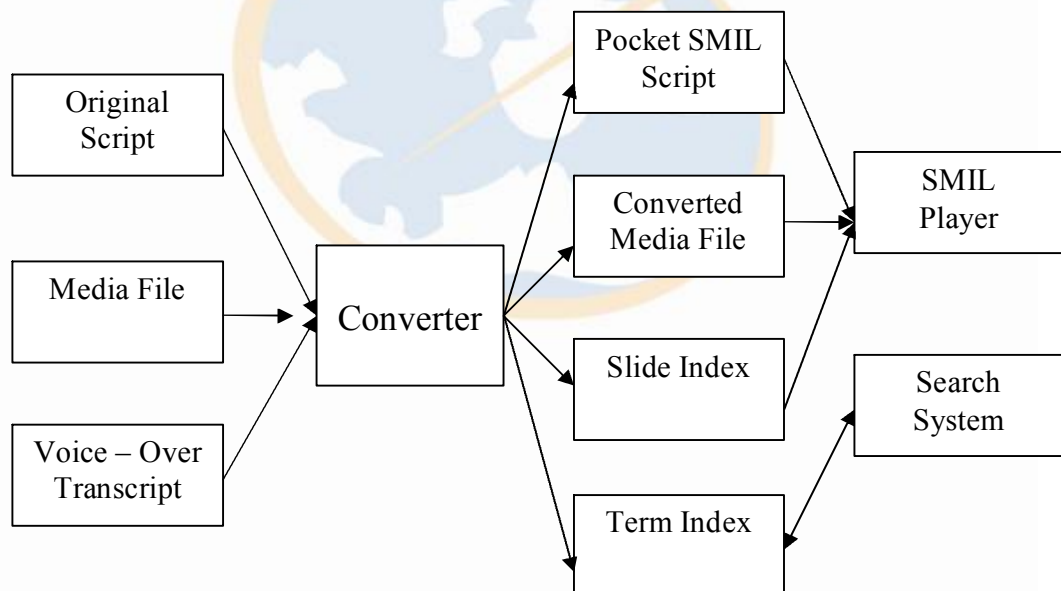 Original
Script
Media File
Voice – Over
Transcript
Converter
Pocket SMIL
Script
Converted
Media File
Slide Index
Term Index
SMIL
Player
Search
System